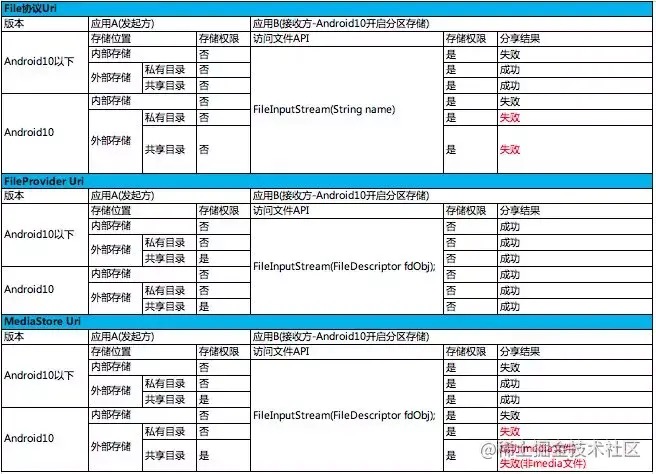 File协议Uri
版本 应用A(发起方) 应用B(接收方-Android10开启分区存储)
Android10以下 存储位置 存储权限 访问文件API 存储权限 分享结果
内部存储 否 FileInputStream(String name) 是 失败
外部存储 私有目录 否 是 成功
共享目录 否 是 成功
Android10 内部存储 否 是 失败
外部存储 私有目录 否 是 失败
共享目录 否 是 失败
FileProvider Uri
版本 应用A(发起方) 应用B(接收方-Android10开启分区存储)
Android10以下 存储位置 存储权限 访问文件API 存储权限 分享结果
内部存储 否 FileInputStream(FileDescriptor fdObj); 否 成功
外部存储 私有目录 否 否 成功
共享目录 是 否 成功
Android10 内部存储 否 否 成功
外部存储 私有目录 否 否 成功
共享目录 是 否 成功
MediaStore Uri
版本 应用A(发起方) 应用B(接收方-Android10开启分区存储)
Android10以下 存储位置 存储权限 访问文件API 存储权限 分享结果
内部存储 否 FileInputStream(FileDescriptor fdObj); 是 失败
外部存储 私有目录 否 是 成功
共享目录 是 是 成功
Android10 内部存储 否 是 失败
外部存储 私有目录 否 是 失败
共享目录 是 是 成功(media文件)
失败(非media文件)
@稀土掘金技术社区